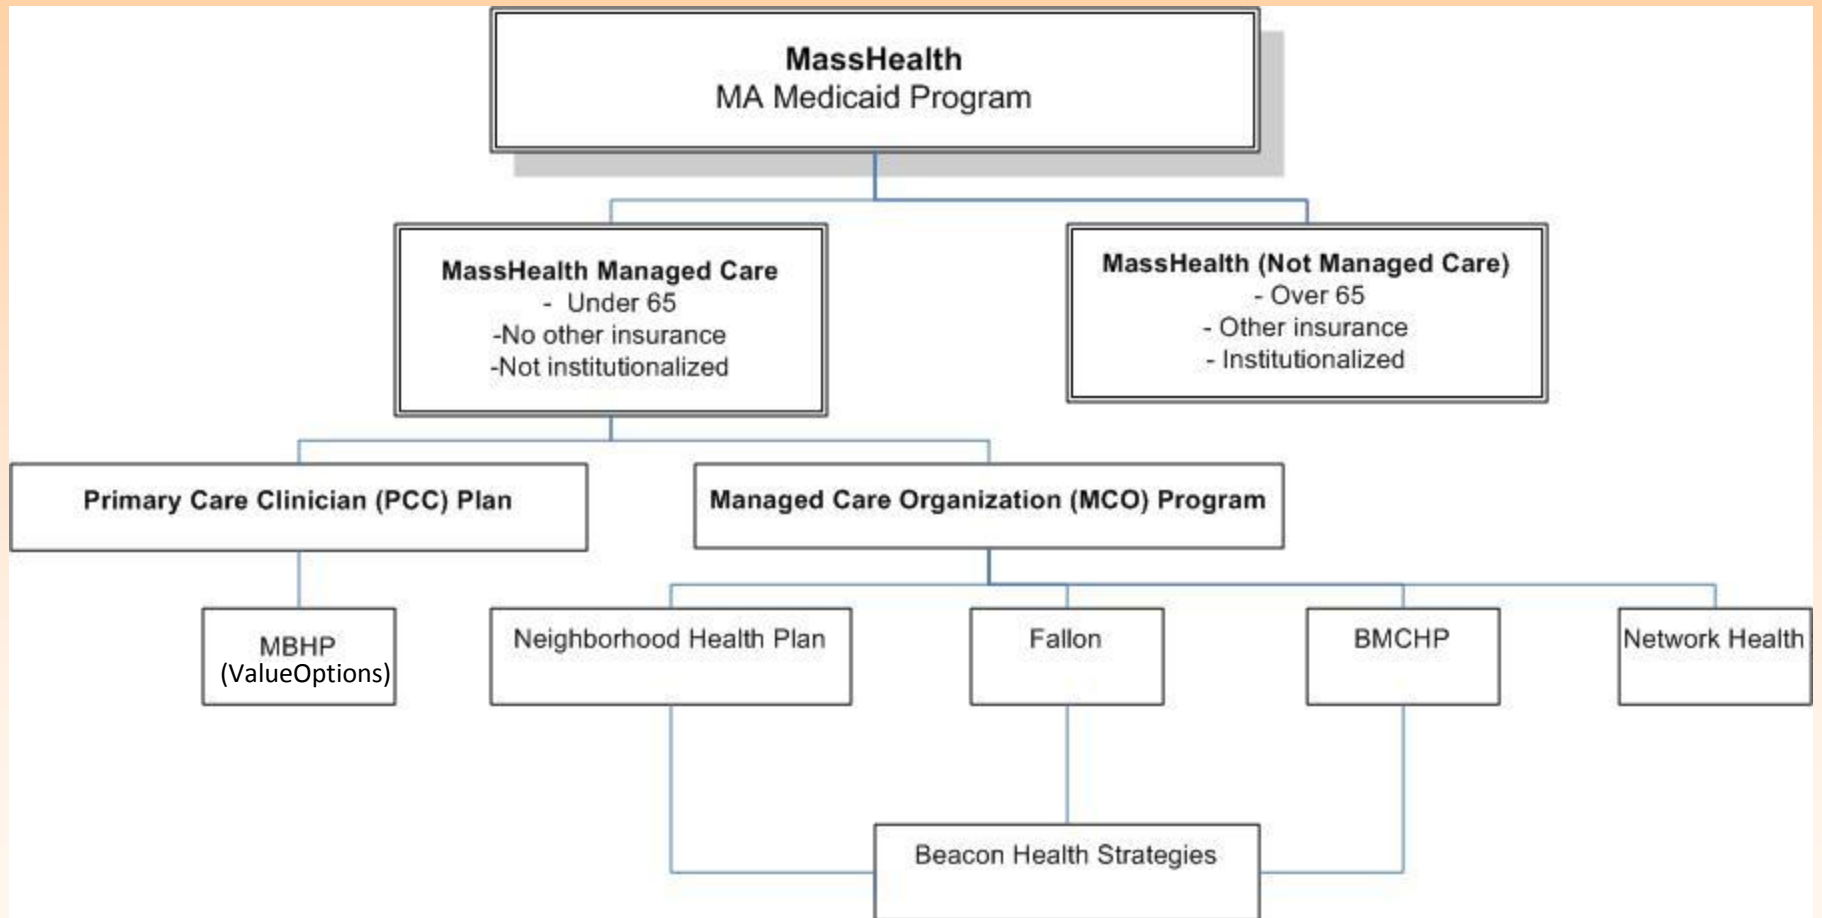 MassHealth
MA Medicaid Program
MassHealth Managed Care
- Under 65
-No other insurance
-Not institutionalized
MassHealth (Not Managed Care)
- Over 65
- Other insurance
- Institutionalized
Primary Care Clinician (PCC) Plan
Managed Care Organization (MCO) Program
MBHP
(ValueOptions)
Neighborhood Health Plan
Fallon
BMCHP
Network Health
Beacon Health Strategies